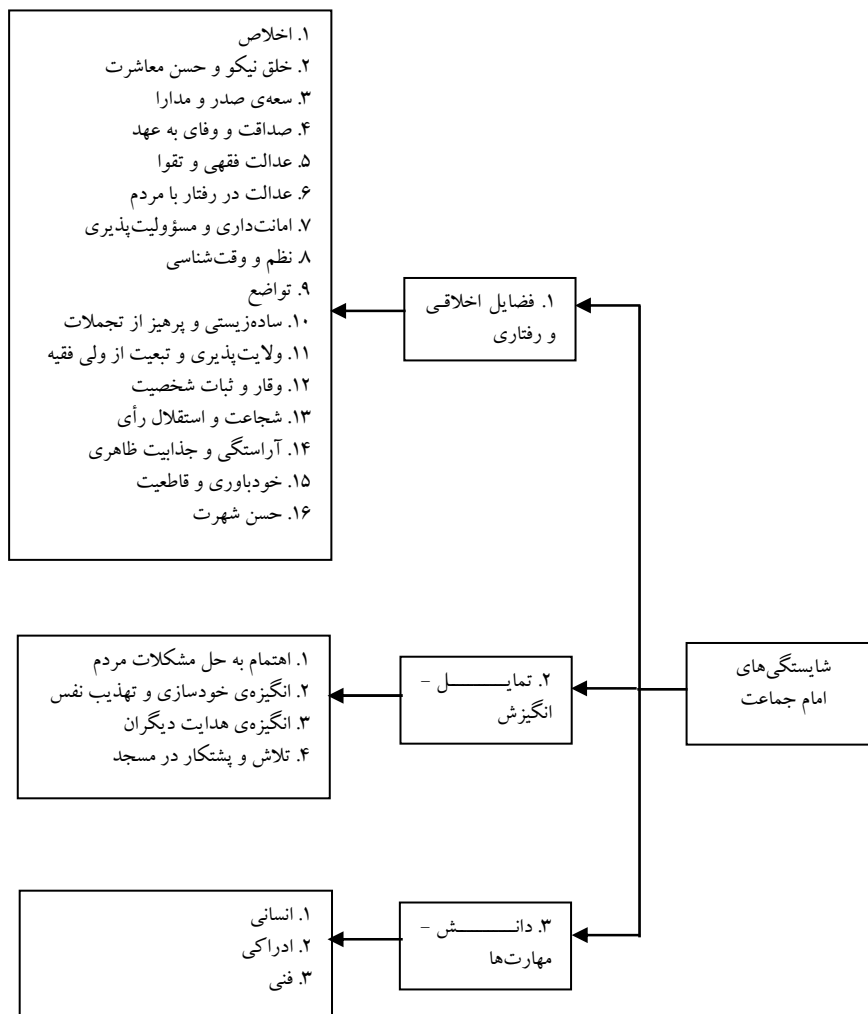 شایستگی‌های
امام جماعت
۱. فضایل اخلاقی
و رفتاری
۱. اخلاص
۲. خلق نیکو و حسن معاشرت
۳. سعه‌ی صدر و مدارا
۴. صداقت و وفای به عهد
۵. عدالت فقهی و تقوا
۶. عدالت در رفتار با مردم
۷. امانت‌داری و مسؤولیت‌پذیری
۸. نظم و وقت‌شناسی
۹. تواضع
۱۰. ساده‌زیستی و پرهیز از تجملات
۱۱. ولایت‌پذیری و تبعیت از ولی فقیه
۱۲. وقار و ثبات شخصیت
۱۳. شجاعت و استقلال رأی
۱۴. آراستگی و جذابیت ظاهری
۱۵. خودباوری و قاطعیت
۱۶. حسن شهرت
۲. تمایـــــــــل –
انگیزش
۱. اهتمام به حل مشکلات مردم
۲. انگیزه‌ی خودسازی و تهذیب نفس
۳. انگیزه‌ی هدایت دیگران
۴. تلاش و پشتکار در مسجد
۳. دانـــــــــش –
مهارت‌ها
۱. انسانی
۲. ادراکی
۳. فنی